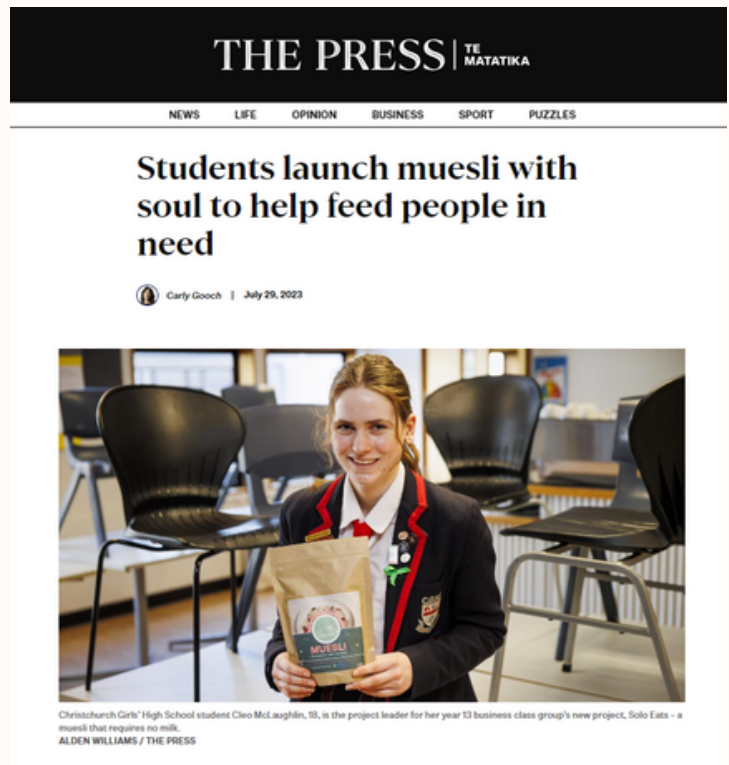 THE PRESS | TE
MATATIKA
NEWS LIFE OPINION BUSINESS SPORT PUZZLES
Students launch muesli with
soul to help feed people in
need
Carly Gooch | July 29, 2023
MUESLI
Christchurch Girls' High School student Cleo McLaughlin, 18, is the project leader for her year 13 business class group's new project, Solo Eats – a
muesli that requires no milk.
ALDEN WILLIAMS / THE PRESS